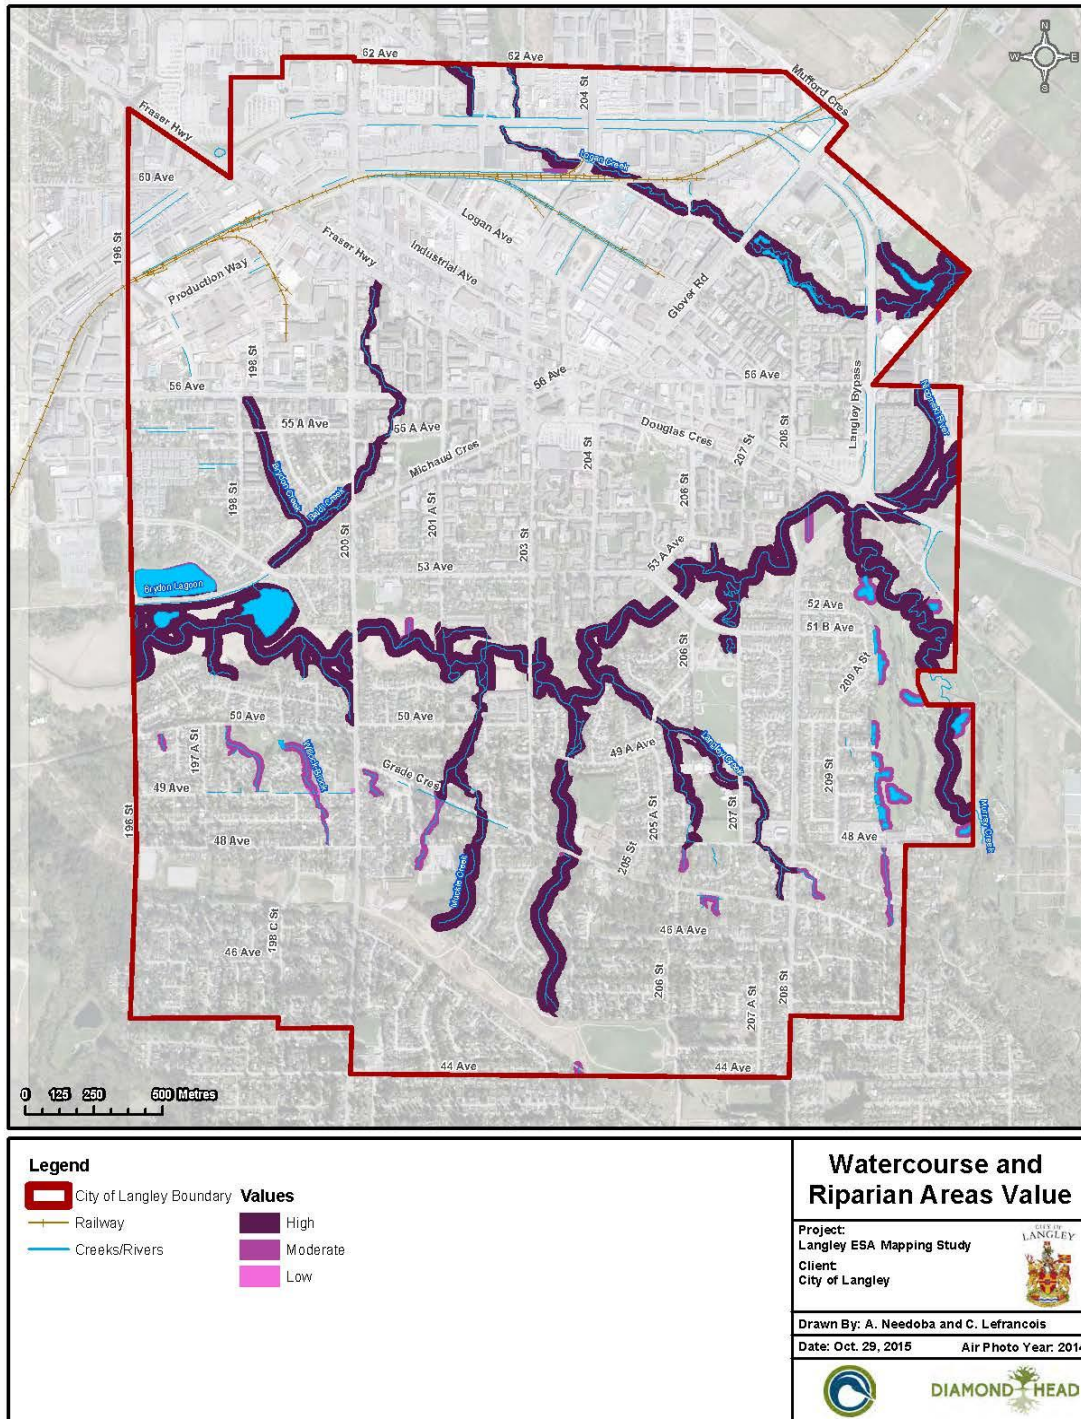 N
W E
S
62 Ave
62 Ave
Mufford Cres
204 St
Fraser Hwy
Logan Creek
60 Ave
196 St
Logan Ave
Fraser Hwy
Industrial Ave
Production Way
Glover Rd
198 St
56 Ave
56 Ave
56 Ave
Langley Bypass
Nicomekl River
55 A Ave
55 A Ave
Douglas Cres
207 St
208 St
Michaud Cres
204 St
Brydon Creek
Baldi Creek
198 St
201 A St
206 St
200 St
203 St
53 A Ave
53 Ave
Brydon Lagoon
52 Ave
51 B Ave
206 St
209 A St
50 Ave
50 Ave
197 A St
49 A Ave
Langley Creek
Grade Cres
209 St
49 Ave
196 St
205 A St
207 St
48 Ave
48 Ave
Murray Creek
205 St
Muckle Creek
198 C St
46 A Ave
46 Ave
206 St
207 A St
208 St
44 Ave
44 Ave
0 125 250 500 Metres
Legend
City of Langley Boundary
Railway
Creeks/Rivers
Values
High
Moderate
Low
Watercourse and
Riparian Areas Value
Project:
Langley ESA Mapping Study
Client:
City of Langley
CITY OF
LANGLEY
Drawn By: A. Needoba and C. Lefrancois
Date: Oct. 29, 2015 Air Photo Year: 2014
DIAMOND HEAD